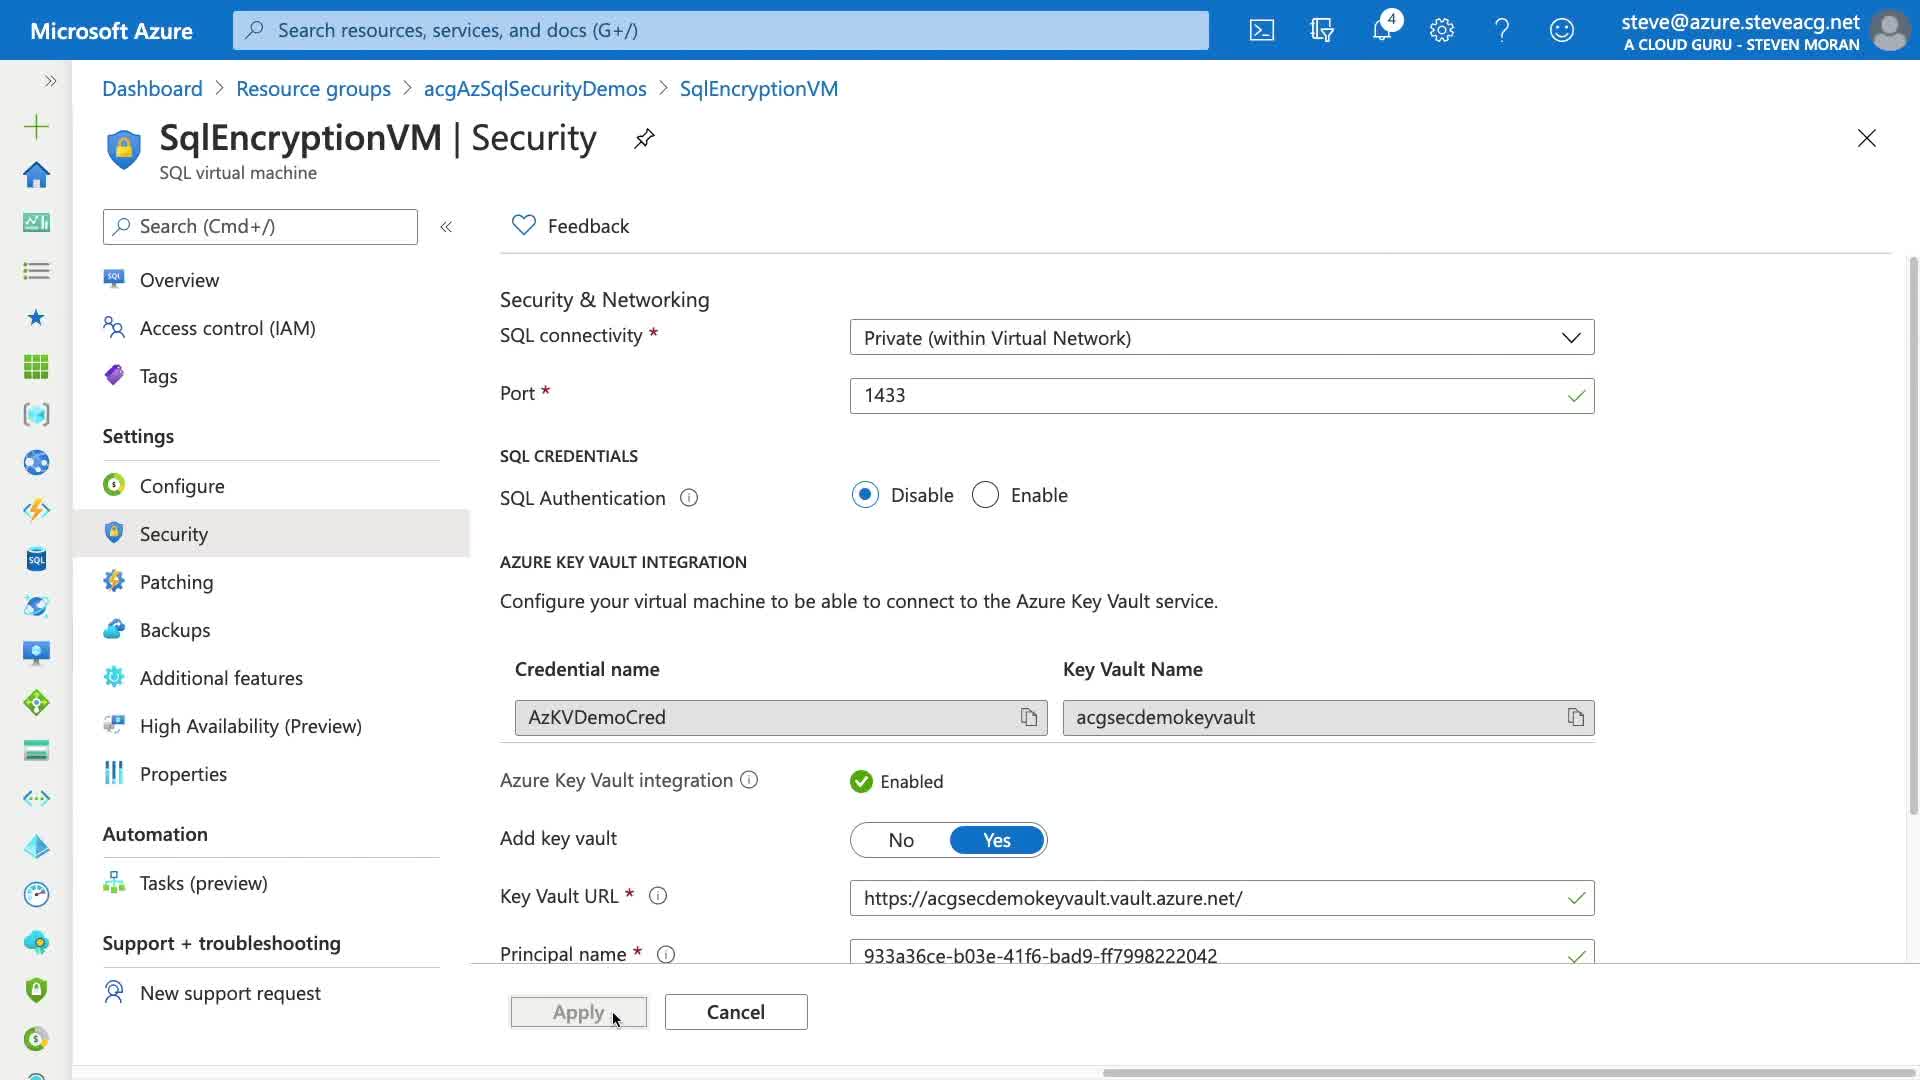 Microsoft Azure
Search resources, services, and docs (G+/)
4
steve@azure.steveacg.net
A CLOUD GURU - STEVEN MORAN
Dashboard > Resource groups > acgAzSqlSecurityDemos > SqlEncryptionVM
SqlEncryptionVM | Security
SQL virtual machine
Search (Cmd+/)
Overview
Access control (IAM)
Tags
Settings
Configure
Security
Patching
Backups
Additional features
High Availability (Preview)
Properties
Automation
Tasks (preview)
Support + troubleshooting
New support request
Feedback
Security & Networking
SQL connectivity *
Private (within Virtual Network)
Port *
1433
SQL CREDENTIALS
SQL Authentication
Disable
Enable
AZURE KEY VAULT INTEGRATION
Configure your virtual machine to be able to connect to the Azure Key Vault service.
Credential name
Key Vault Name
AzKVDemoCred
acgsecdemokeyvault
Azure Key Vault integration
Enabled
Add key vault
No
Yes
Key Vault URL *
https://acgsecdemokeyvault.vault.azure.net/
Principal name *
933a36ce-b03e-41f6-bad9-ff7998222042
Apply
Cancel